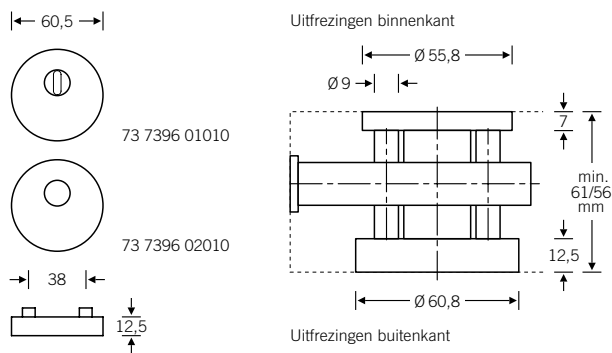 60,5
73 7396 01010
73 7396 02010
38
12,5
Uitfrezingen binnenkant
Ø 55,8
Ø 9
7
min.
61/56
mm
12,5
Ø 60,8
Uitfrezingen buitenkant